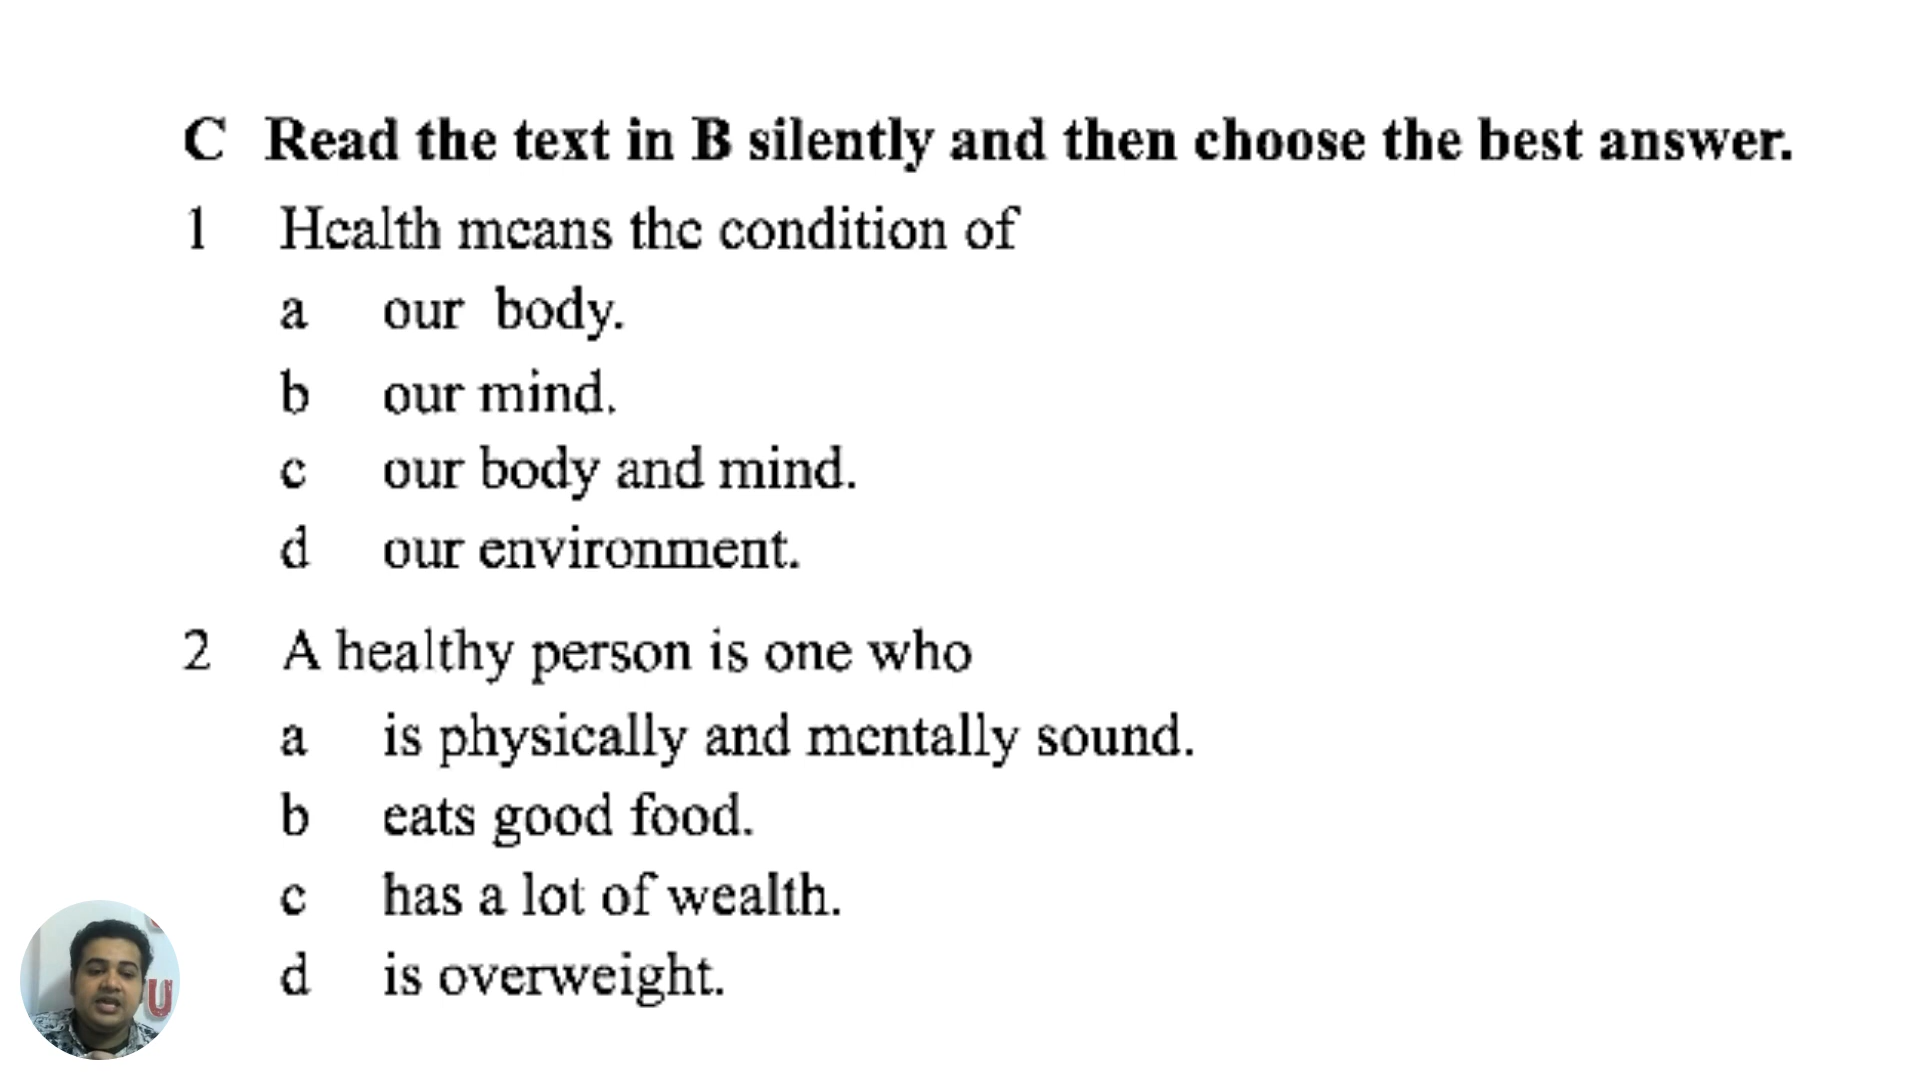 C Read the text in B silently and then choose the best answer.
1 Health means the condition of
a our body.
b our mind.
c our body and mind.
d our environment.
2 A healthy person is one who
a is physically and mentally sound.
b eats good food.
c has a lot of wealth.
d is overweight.
U